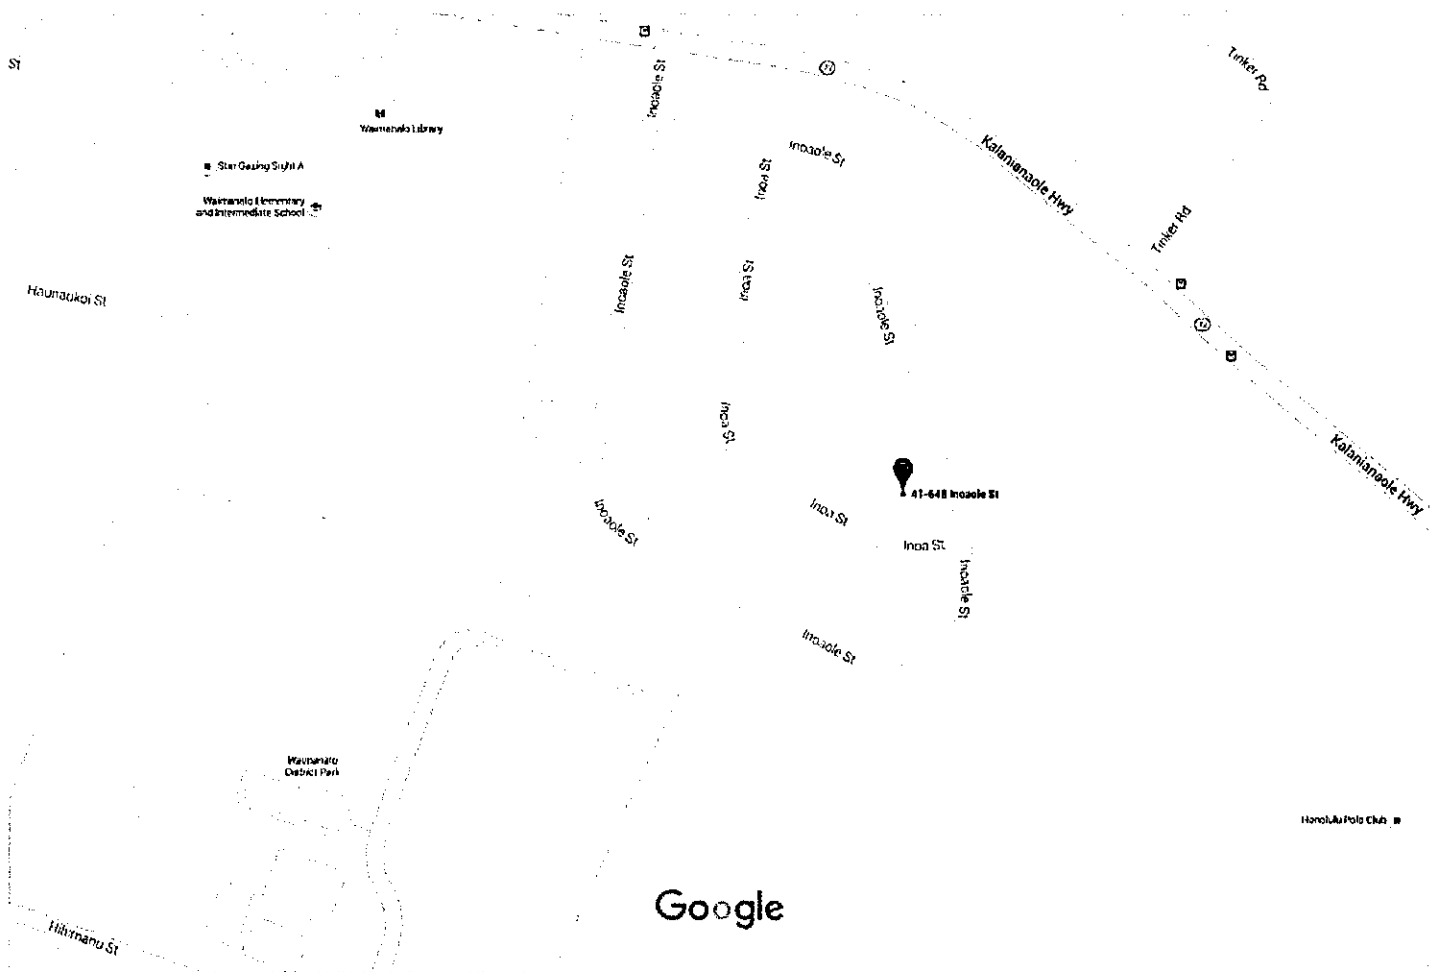 St
Inoaole St
Tinker Rd
Waimanalo Library
Inoaole St
Kalanianaole Hwy
Star Gazing Sight A
Inoa St
Waimanalo Elementary
and Intermediate School
Tinker Rd
Inoaole St
Inoa St
Haunaukoi St
Inoaole St
Inoa St
Kalanianaole Hwy
41-648 Inoaole St
Inoaole St
Inoa St
Inoa St
Inoaole St
Inoaole St
Waimanalo
District Park
Honolulu Polo Club
Google
Hihimanu St